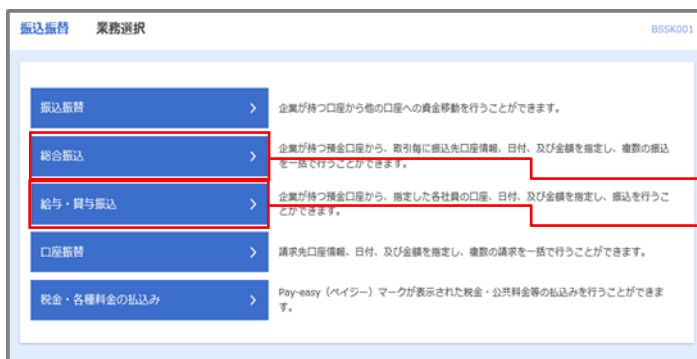 振込振替 業務選択 BSSK001
振込振替 企業が持つ口座から他の口座への資金移動を行うことができます。
総合振込 企業が持つ預金口座から、取引毎に振込先口座情報、日付、及び金額を指定し、複数の振込
を一括で行うことができます。
給与・賞与振込 企業が持つ預金口座から、指定した各社員の口座、日付、及び金額を指定し、振込を行うこ
とができます。
口座振替 請求先口座情報、日付、及び金額を指定し、複数の請求を一括で行うことができます。
税金・各種料金の払込み Pay-easy（ペイジー）マークが表示された税金・公共料金等の払込みを行うことができま
す。